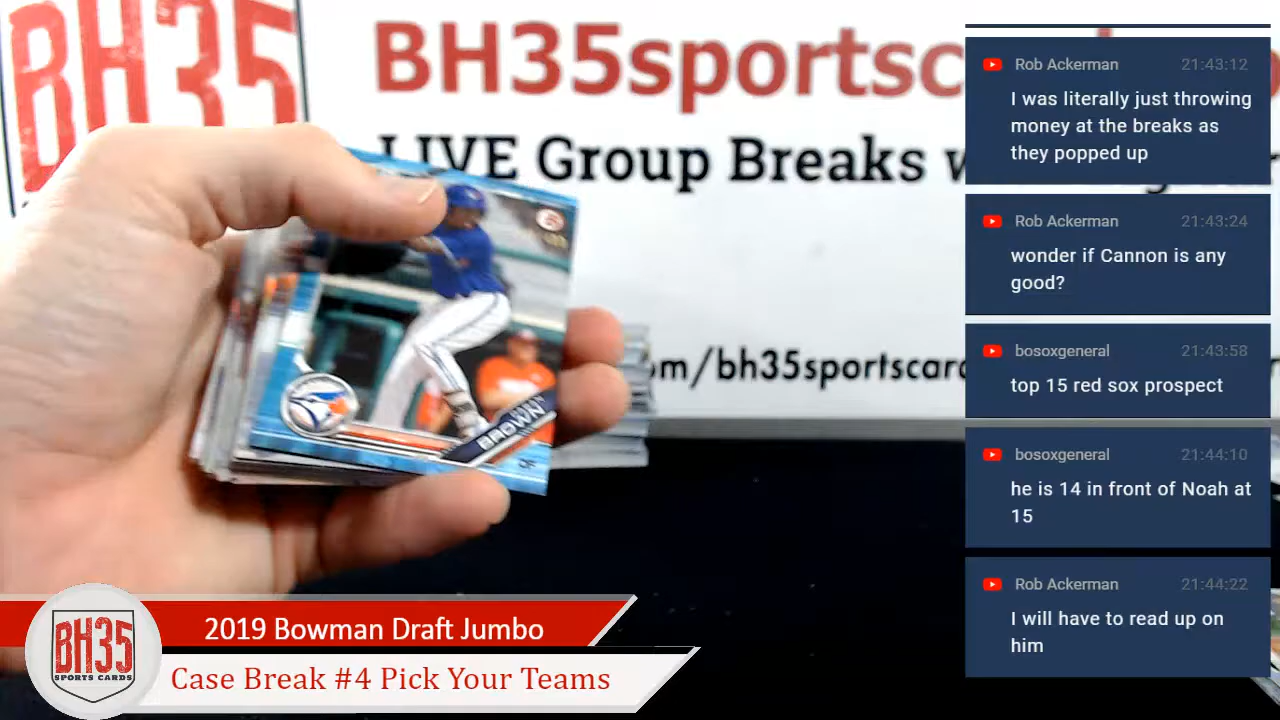 BH35
BH35sportsc
LIVE Group Breaks
om/bh35sportscard
BROWN
CF
2019 Bowman Draft Jumbo
Case Break #4 Pick Your Teams
BH35
SPORTS CARDS
Rob Ackerman 21:43:12
I was literally just throwing
money at the breaks as
they popped up
Rob Ackerman 21:43:24
wonder if Cannon is any
good?
bosoxgeneral 21:43:58
top 15 red sox prospect
bosoxgeneral 21:44:10
he is 14 in front of Noah at
15
Rob Ackerman 21:44:22
I will have to read up on
him